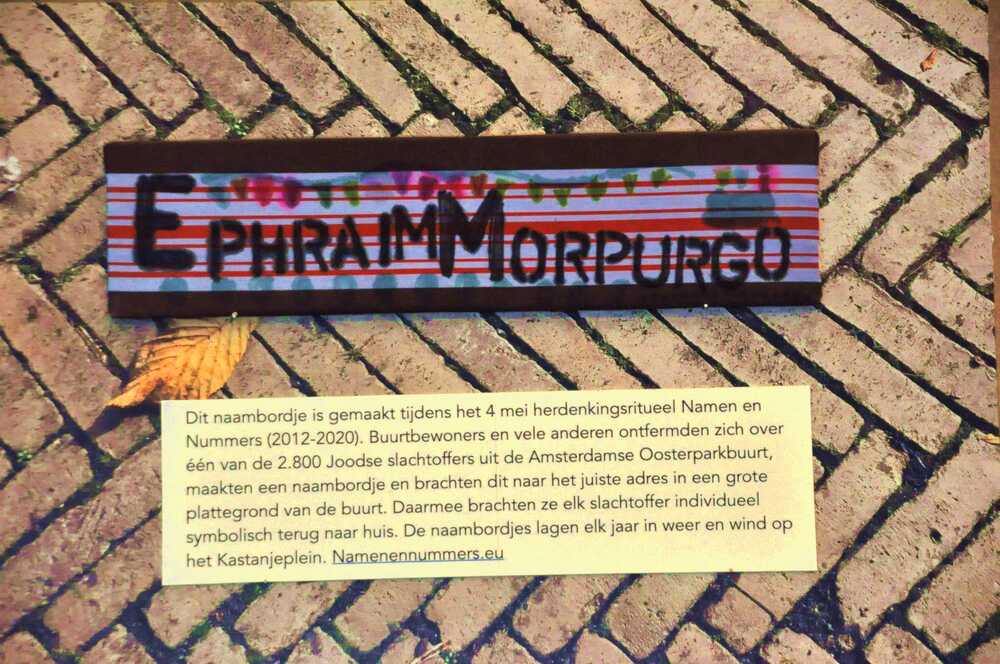 EPHRAIM MORPURGO
Dit naambordje is gemaakt tijdens het 4 mei herdenkingsritueel Namen en
Nummers (2012-2020). Buurtbewoners en vele anderen ontfermden zich over
één van de 2.800 Joodse slachtoffers uit de Amsterdamse Oosterparkbuurt,
maakten een naambordje en brachten dit naar het juiste adres in een grote
plattegrond van de buurt. Daarmee brachten ze elk slachtoffer individueel
symbolisch terug naar huis. De naambordjes lagen elk jaar in weer en wind op
het Kastanjeplein. Namenennummers.eu